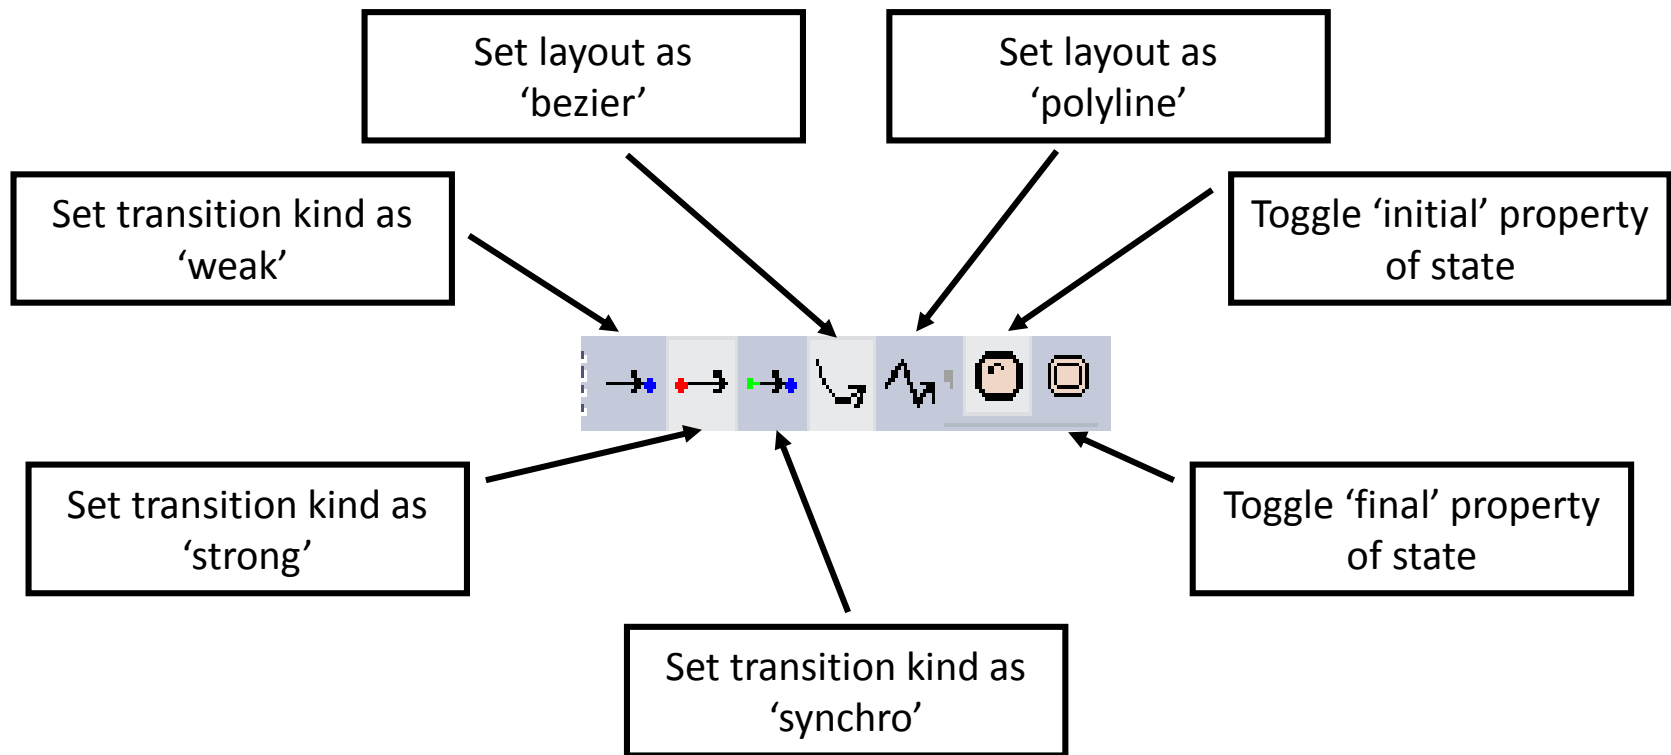 Set layout as
‘bezier’
Set layout as
‘polyline’
Set transition kind as
‘weak’
Toggle ‘initial’ property
of state
Set transition kind as
‘strong’
Toggle ‘final’ property
of state
Set transition kind as
‘synchro’